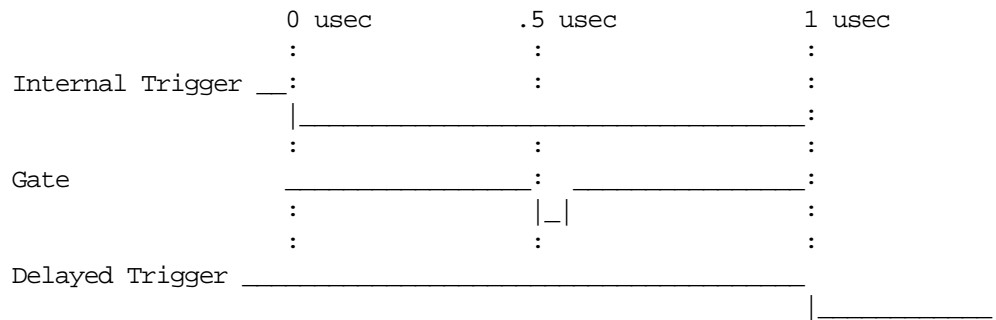 0 usec .5 usec 1 usec
Internal Trigger
Gate
Delayed Trigger